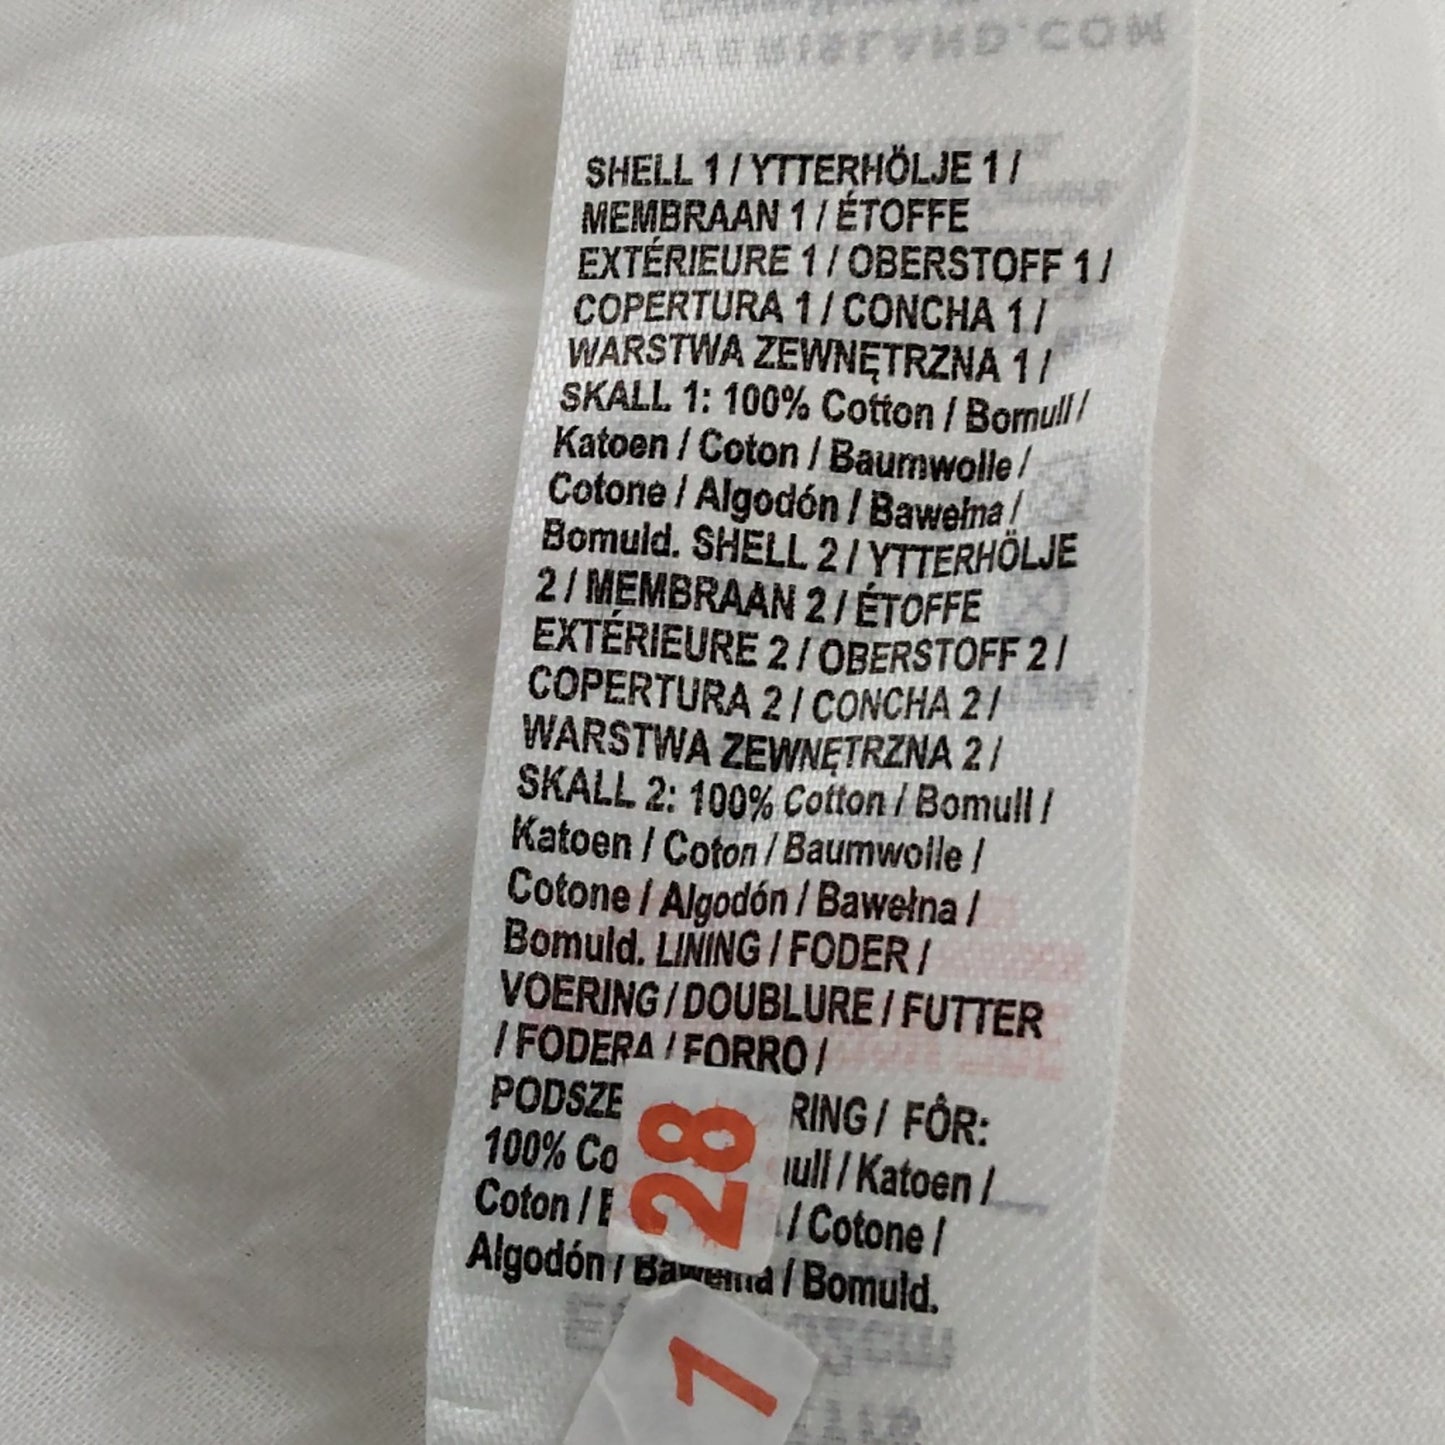 SHELL 1 / YTTERHÖLJE 1 /
MEMBRAAN 1 / ÉTOFFE
EXTÉRIEURE 1 / OBERSTOFF 1 /
COPERTURA 1 / CONCHA 1 /
WARSTWA ZEWNĘTRZNA 1 /
SKALL 1: 100% Cotton / Bomull /
Katoen / Coton / Baumwolle /
Cotone / Algodón / Bawełna /
Bomuld. SHELL 2 / YTTERHÖLJE
2 / MEMBRAAN 2 / ÉTOFFE
EXTÉRIEURE 2 / OBERSTOFF 2 /
COPERTURA 2 / CONCHA 2 /
WARSTWA ZEWNĘTRZNA 2 /
SKALL 2: 100% Cotton / Bomull /
Katoen / Coton / Baumwolle /
Cotone / Algodón / Bawełna /
Bomuld. LINING / FODER /
VOERING / DOUBLURE / FUTTER
/ FODERA / FORRO /
/ FÔR:
100% / Katoen /
Coton / / Cotone /
Algodón / Bawełna / Bomuld.
28
1